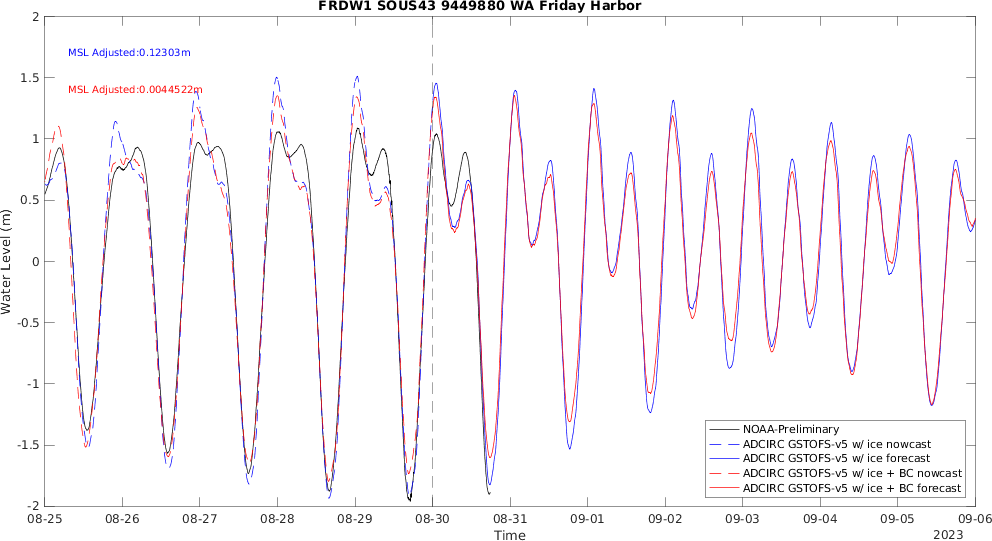 FRDW1 SOUS43 9449880 WA Friday Harbor
MSL Adjusted:0.12303m
MSL Adjusted:0.0044522m
Water Level (m)
2
1.5
1
0.5
0
-0.5
-1
-1.5
-2
NOAA-Preliminary
ADCIRC GSTOFS-v5 w/ ice nowcast
ADCIRC GSTOFS-v5 w/ ice forecast
ADCIRC GSTOFS-v5 w/ ice + BC nowcast
ADCIRC GSTOFS-v5 w/ ice + BC forecast
08-25 08-26 08-27 08-28 08-29 08-30 08-31 09-01 09-02 09-03 09-04 09-05 09-06
Time
2023